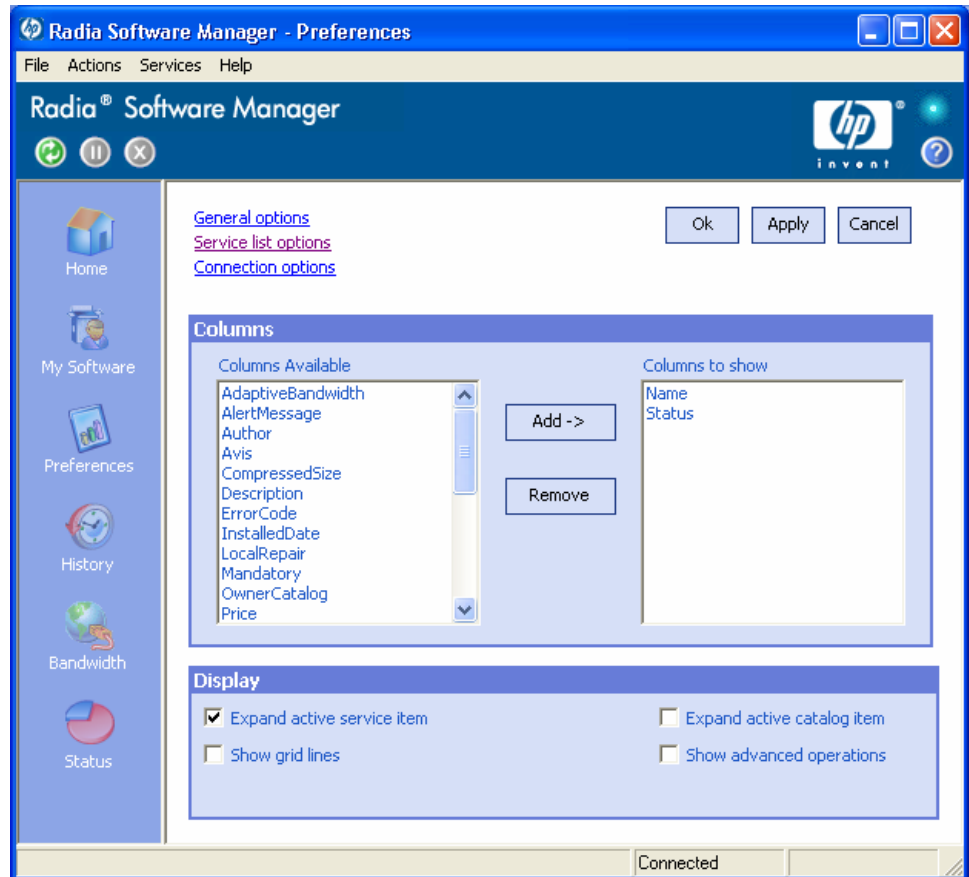 Radia Software Manager - Preferences
File Actions Services Help
Radia® Software Manager
hp®
invent
?
Home
My Software
Preferences
History
Bandwidth
Status
General options
Service list options
Connection options
Ok Apply Cancel
Columns
Columns Available
AdaptiveBandwidth
AlertMessage
Author
Avis
CompressedSize
Description
ErrorCode
InstalledDate
LocalRepair
Mandatory
OwnerCatalog
Price
Add ->
Remove
Columns to show
Name
Status
Display
Expand active service item
Expand active catalog item
Show grid lines
Show advanced operations
Connected